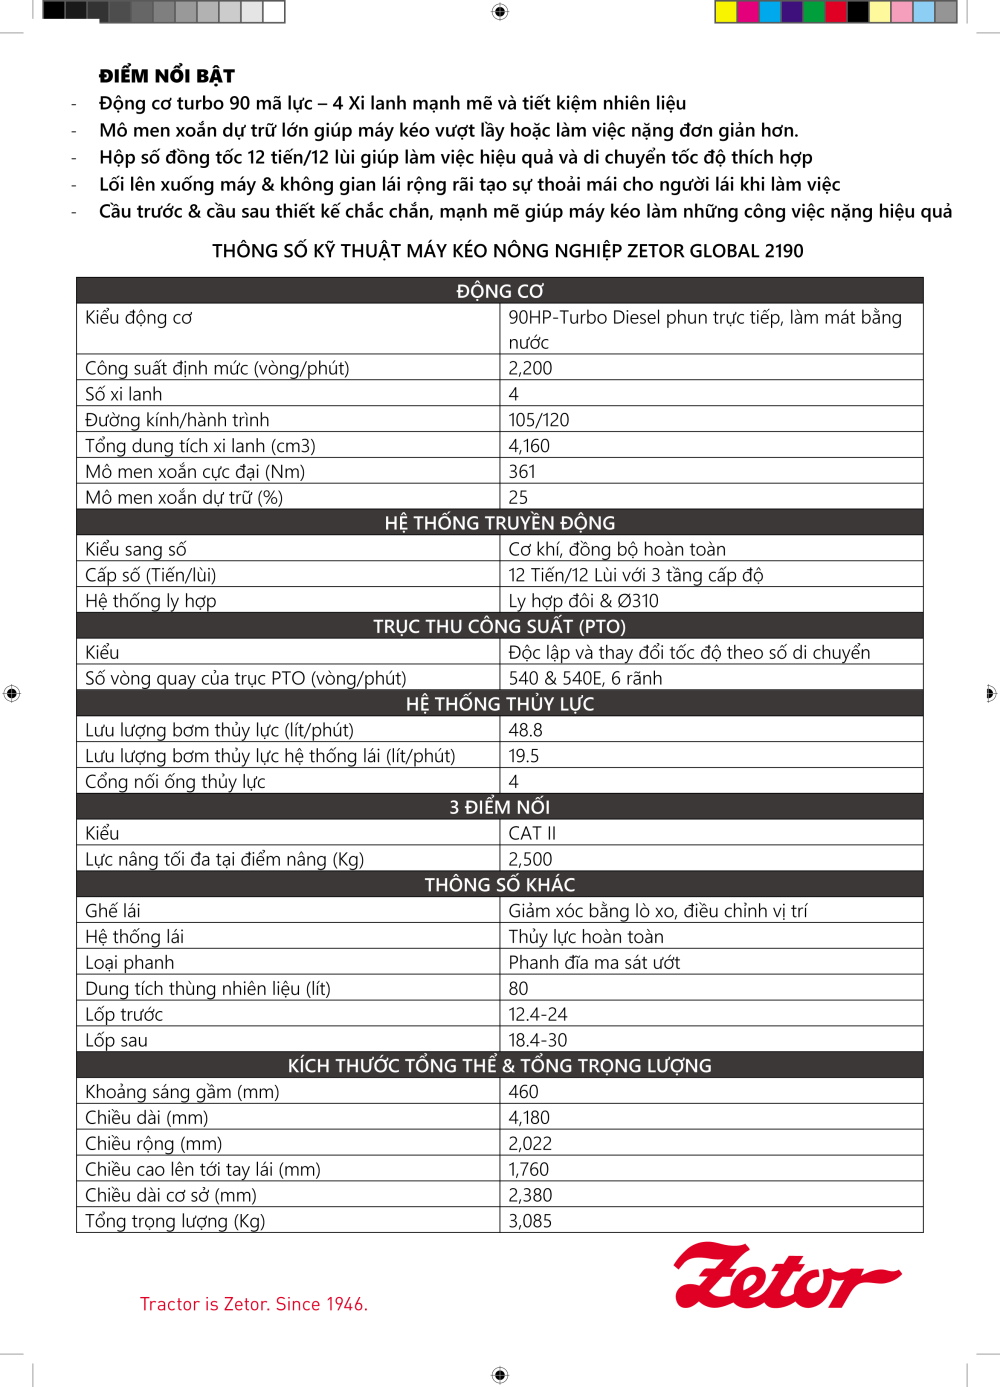 ĐIỂM NỔI BẬT
- Động cơ turbo 90 mã lực – 4 Xi lanh mạnh mẽ và tiết kiệm nhiên liệu
- Mô men xoắn dự trữ lớn giúp máy kéo vượt lầy hoặc làm việc nặng đơn giản hơn.
- Hộp số đồng tốc 12 tiến/12 lùi giúp làm việc hiệu quả và di chuyển tốc độ thích hợp
- Lối lên xuống máy & không gian lái rộng rãi tạo sự thoải mái cho người lái khi làm việc
- Cầu trước & cầu sau thiết kế chắc chắn, mạnh mẽ giúp máy kéo làm những công việc nặng hiệu quả
THÔNG SỐ KỸ THUẬT MÁY KÉO NÔNG NGHIỆP ZETOR GLOBAL 2190
ĐỘNG CƠ
Kiểu động cơ 90HP-Turbo Diesel phun trực tiếp, làm mát bằng
nước
Công suất định mức (vòng/phút) 2,200
Số xi lanh 4
Đường kính/hành trình 105/120
Tổng dung tích xi lanh (cm3) 4,160
Mô men xoắn cực đại (Nm) 361
Mô men xoắn dự trữ (%) 25
HỆ THỐNG TRUYỀN ĐỘNG
Kiểu sang số Cơ khí, đồng bộ hoàn toàn
Cấp số (Tiến/lùi) 12 Tiến/12 Lùi với 3 tầng cấp độ
Hệ thống ly hợp Ly hợp đôi & Ø310
TRỤC THU CÔNG SUẤT (PTO)
Kiểu Độc lập và thay đổi tốc độ theo số di chuyển
Số vòng quay của trục PTO (vòng/phút) 540 & 540E, 6 rãnh
HỆ THỐNG THỦY LỰC
Lưu lượng bơm thủy lực (lít/phút) 48.8
Lưu lượng bơm thủy lực hệ thống lái (lít/phút) 19.5
Cổng nối ống thủy lực 4
3 ĐIỂM NỐI
Kiểu CAT II
Lực nâng tối đa tại điểm nâng (Kg) 2,500
THÔNG SỐ KHÁC
Ghế lái Giảm xóc bằng lò xo, điều chỉnh vị trí
Hệ thống lái Thủy lực hoàn toàn
Loại phanh Phanh đĩa ma sát ướt
Dung tích thùng nhiên liệu (lít) 80
Lốp trước 12.4-24
Lốp sau 18.4-30
KÍCH THƯỚC TỔNG THỂ & TỔNG TRỌNG LƯỢNG
Khoảng sáng gầm (mm) 460
Chiều dài (mm) 4,180
Chiều rộng (mm) 2,022
Chiều cao lên tới tay lái (mm) 1,760
Chiều dài cơ sở (mm) 2,380
Tổng trọng lượng (Kg) 3,085
Zetor
Tractor is Zetor. Since 1946.